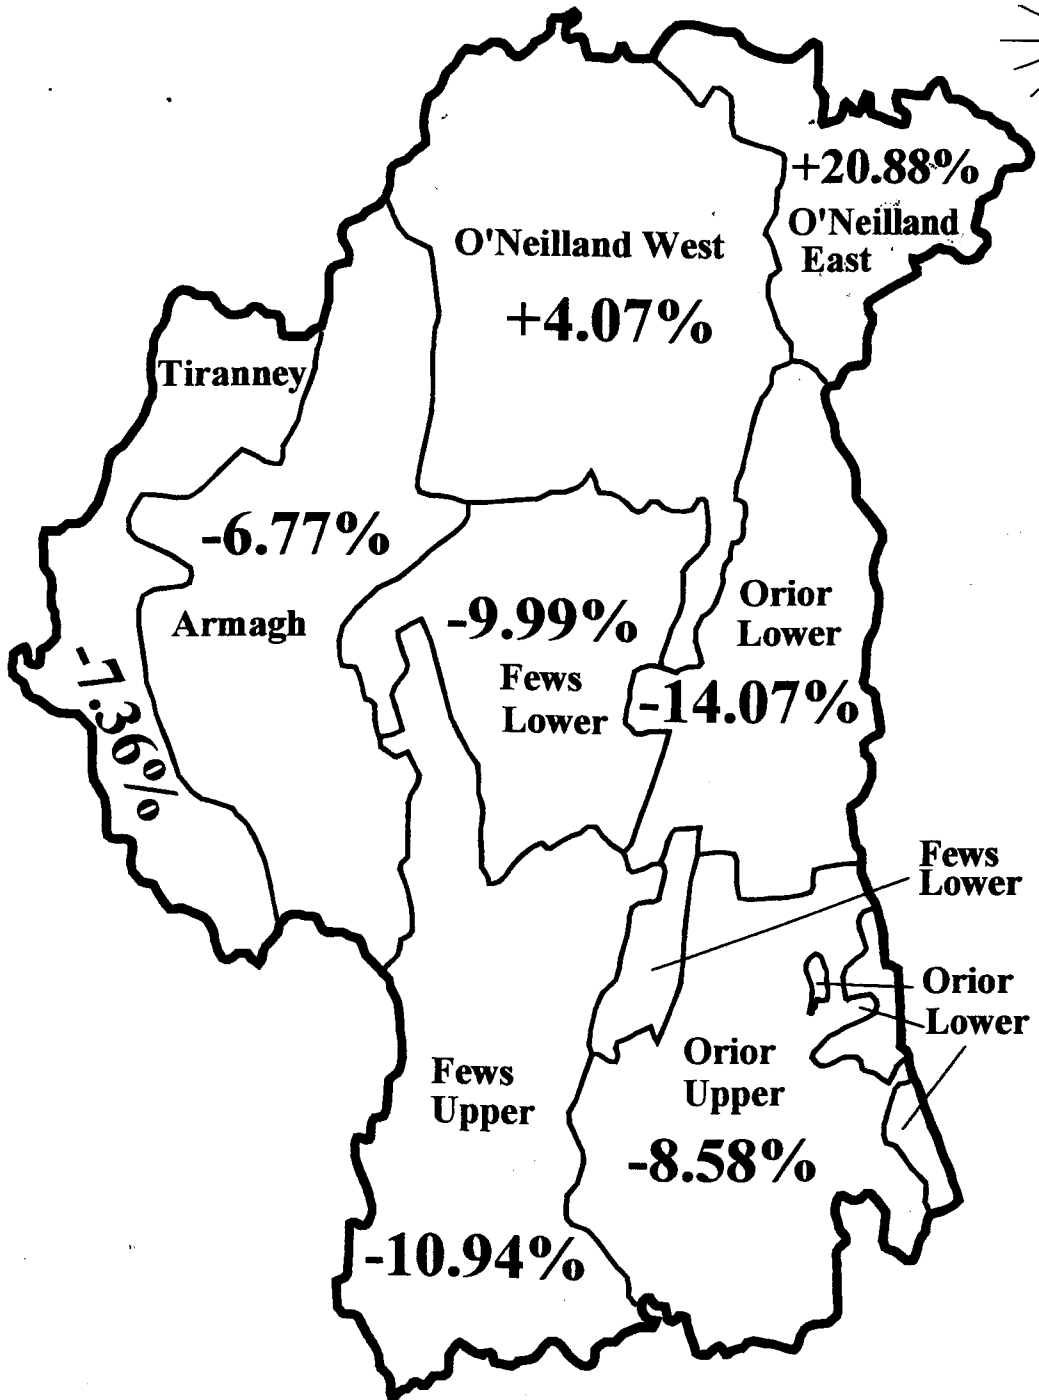 +20.88%
O'Neilland
East
O'Neilland West
+4.07%
Tiranney
-6.77%
Armagh
-7.36%
-9.99%
Fews
Lower
Orior
Lower
-14.07%
Fews
Lower
Orior
Lower
Fews
Upper
-10.94%
Orior
Upper
-8.58%